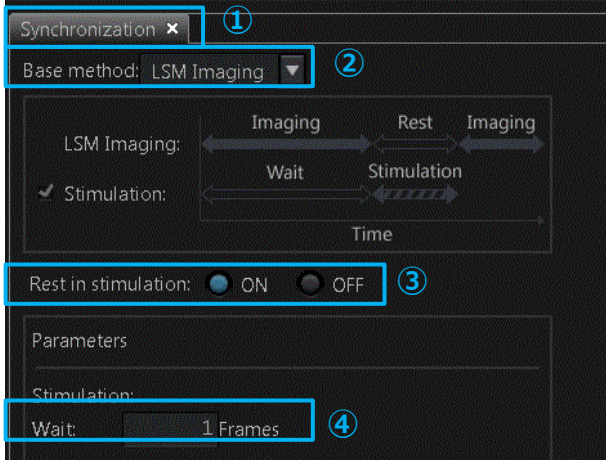 Synchronization × ①
Base method: LSM Imaging ②
Imaging Rest Imaging
LSM Imaging:
Wait Stimulation
Stimulation:
Time
Rest in stimulation: ON OFF ③
Parameters
Stimulation:
Wait: 1 Frames ④